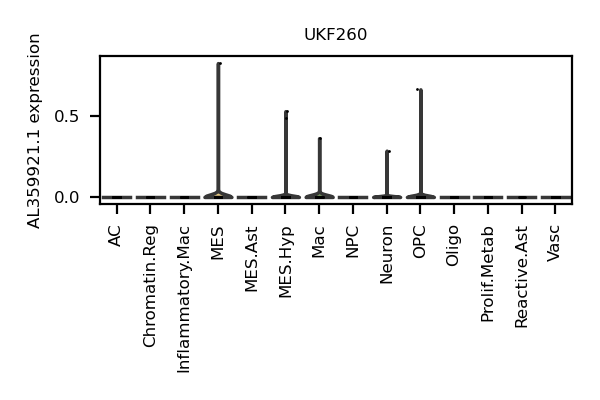 UKF260
AL359921.1 expression
0.5
0.0
AC
Chromatin.Reg
Inflammatory.Mac
MES
MES.Ast
MES.Hyp
Mac
NPC
Neuron
OPC
Oligo
Prolif.Metab
Reactive.Ast
Vasc